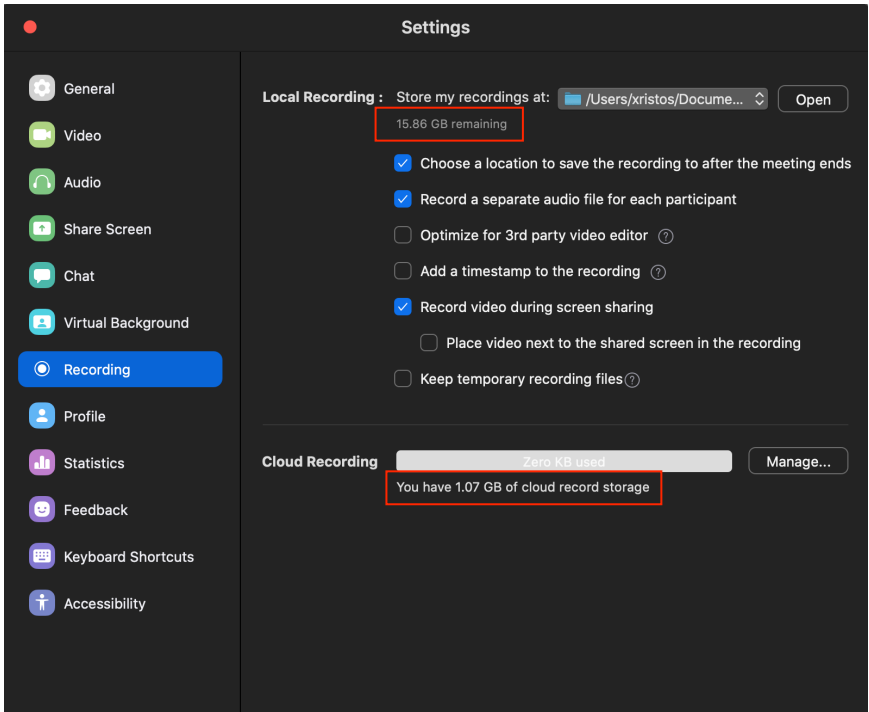 Settings
General
Video
Audio
Share Screen
Chat
Virtual Background
Recording
Profile
Statistics
Feedback
Keyboard Shortcuts
Accessibility
Local Recording : Store my recordings at: /Users/xristos/Docume... Open
15.86 GB remaining
Choose a location to save the recording to after the meeting ends
Record a separate audio file for each participant
Optimize for 3rd party video editor ?
Add a timestamp to the recording ?
Record video during screen sharing
Place video next to the shared screen in the recording
Keep temporary recording files ?
Cloud Recording Zero KB used Manage...
You have 1.07 GB of cloud record storage